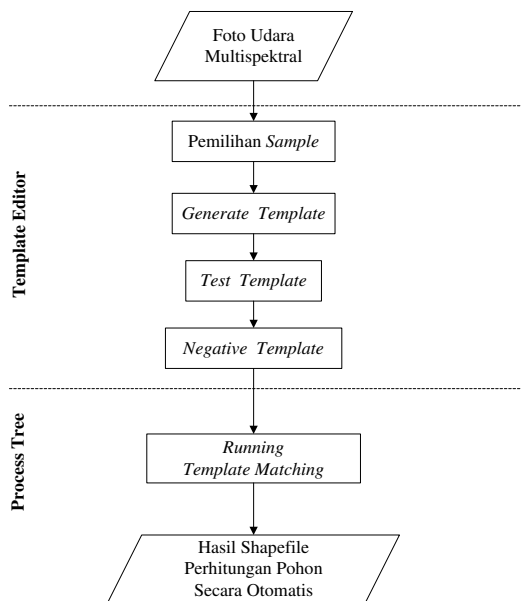 Foto Udara
Multispektral
Template Editor
Pemilihan Sample
Generate Template
Test Template
Negative Template
Process Tree
Running
Template Matching
Hasil Shapefile
Perhitungan Pohon
Secara Otomatis